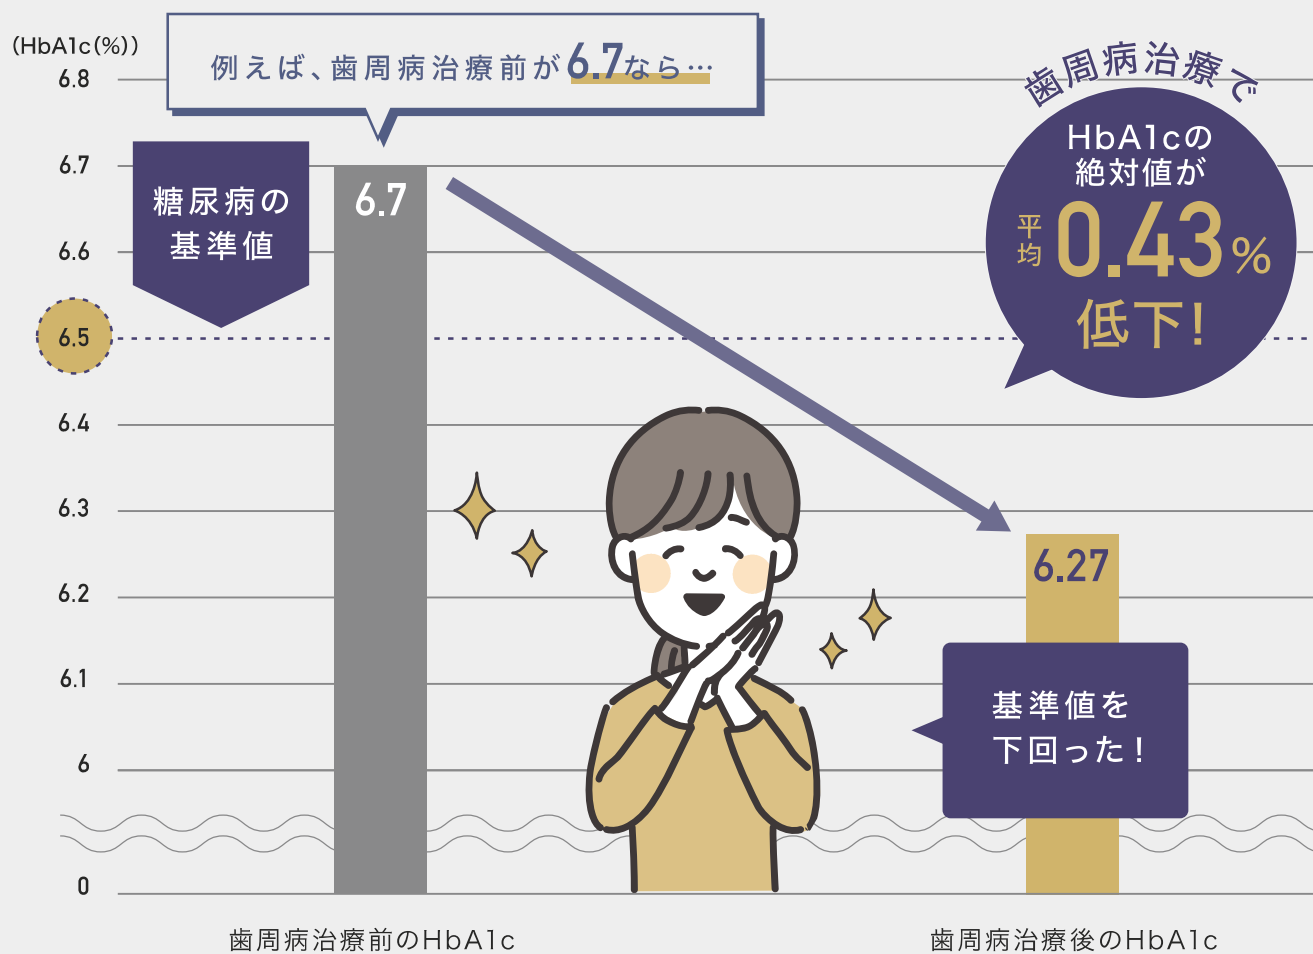 (HbA1c(%))
例えば、歯周病治療前が6.7なら…
歯周病治療で
HbA1cの
絶対値が
平均0.43%
低下!
6.8
6.7
6.6
6.5
6.4
6.3
6.2
6.1
6
0
糖尿病の
基準値
6.7
6.27
基準値を
下回った!
歯周病治療前のHbA1c
歯周病治療後のHbA1c